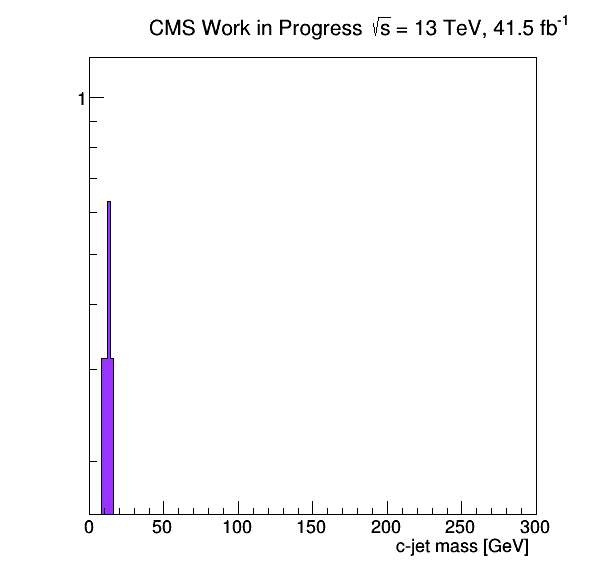 CMS Work in Progress √s = 13 TeV, 41.5 fb⁻¹
1
0 50 100 150 200 250 300
c-jet mass [GeV]